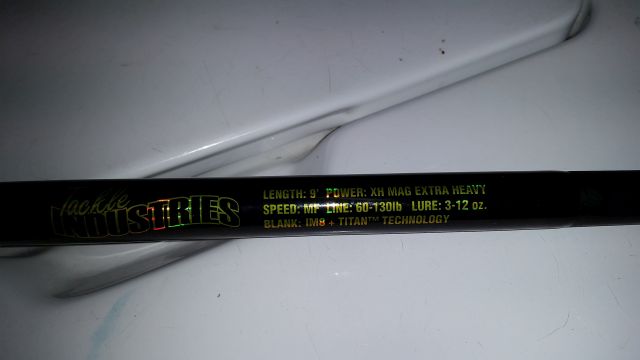 Tackle
INDUSTRIES
LENGTH: 9' POWER: XH MAG EXTRA HEAVY
SPEED: MF LINE: 60-130lb LURE: 3-12 oz.
BLANK: IM8 + TITAN™ TECHNOLOGY